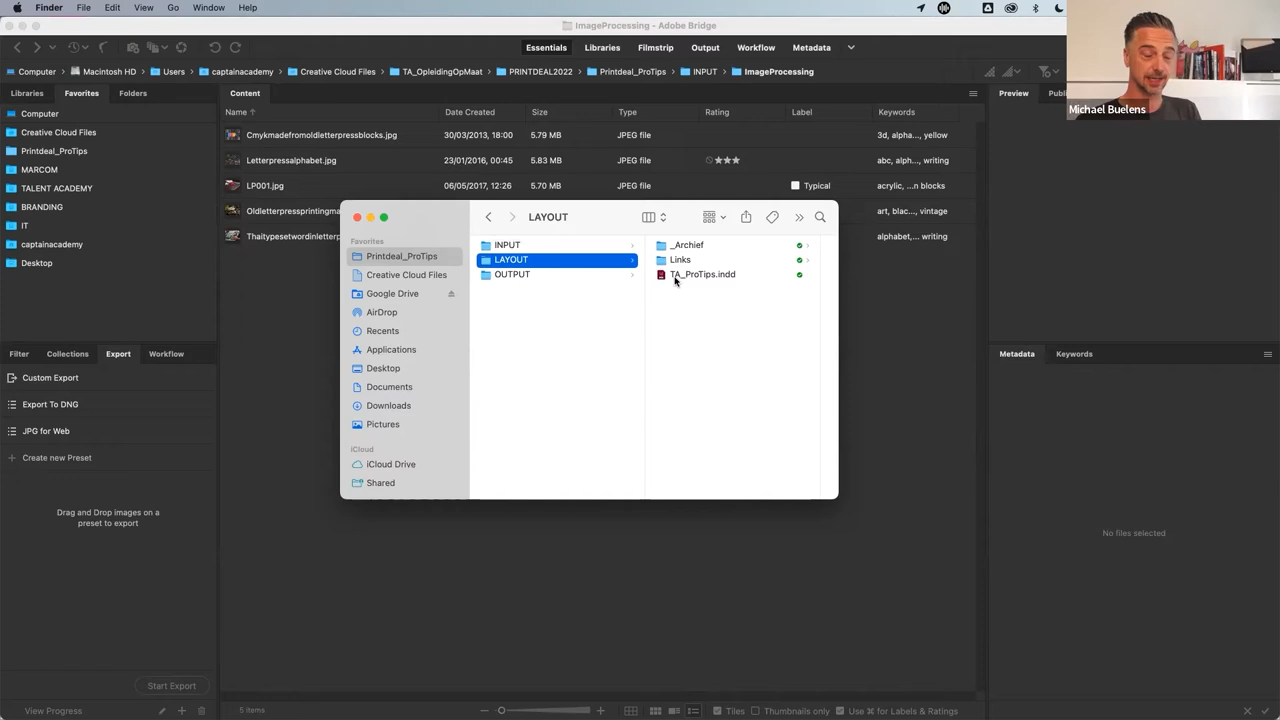 Finder File Edit View Go Window Help
ImageProcessing - Adobe Bridge
Essentials Libraries Filmstrip Output Workflow Metadata
Computer Macintosh HD Users captainacademy Creative Cloud Files TA_OpleidingOpMaat PRINTDEAL2022 Printdeal_ProTips INPUT ImageProcessing
Michael Buelens
Libraries Favorites Folders
Content
Preview
Computer
Creative Cloud Files
Printdeal_ProTips
MARCOM
TALENT ACADEMY
BRANDING
IT
captainacademy
Desktop
Name Date Created Size Type Rating Label Keywords
Cmykmadefromoldletterpressblocks.jpg 30/03/2013, 18:00 5.79 MB JPEG file 3d, alpha..., yellow
Letterpressalphabet.jpg 23/01/2016, 00:45 5.83 MB JPEG file ★★★ abc, alph..., writing
LP001.jpg 06/05/2017, 12:26 5.70 MB JPEG file Typical acrylic, ...n blocks
Oldletterpressprintingma art, blac..., vintage
Thaitypesetwordinletterp alphabet,... writing
LAYOUT
Favorites
Printdeal_ProTips
Creative Cloud Files
Google Drive
AirDrop
Recents
Applications
Desktop
Documents
Downloads
Pictures
iCloud
iCloud Drive
Shared
INPUT
LAYOUT
OUTPUT
_Archief
Links
TA_ProTips.indd
Filter Collections Export Workflow
Custom Export
Export To DNG
JPG for Web
Create new Preset
Drag and Drop images on a
preset to export
Start Export
View Progress
Metadata Keywords
No files selected
5 items
Tiles Thumbnails only Use ⌘ for Labels & Ratings